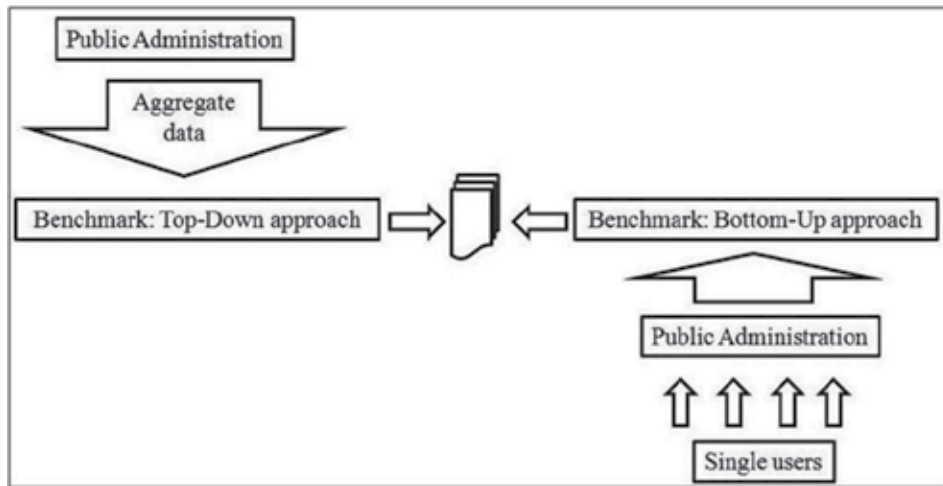 Public Administration
Aggregate
data
Benchmark: Top-Down approach
Benchmark: Bottom-Up approach
Public Administration
Single users